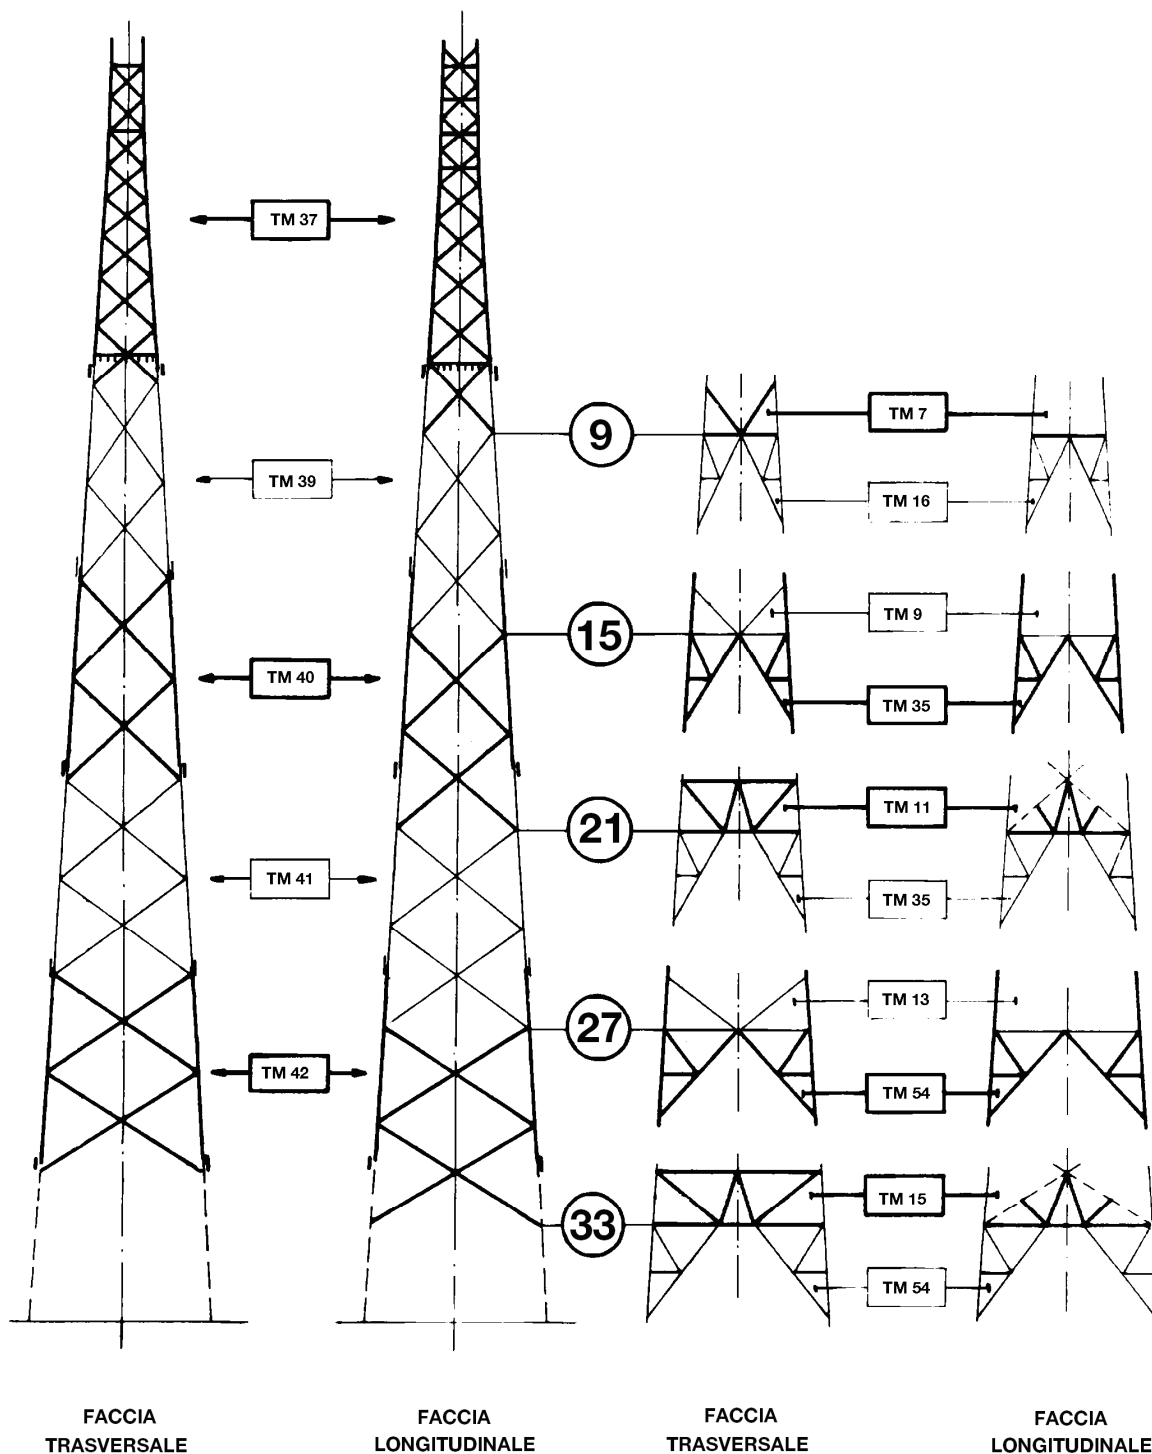 TM 37
9
TM 7
TM 39
TM 16
15
TM 9
TM 40
TM 35
21
TM 11
TM 41
TM 35
27
TM 13
TM 42
TM 54
33
TM 15
TM 54
FACCIA
TRASVERSALE
FACCIA
LONGITUDINALE
FACCIA
TRASVERSALE
FACCIA
LONGITUDINALE